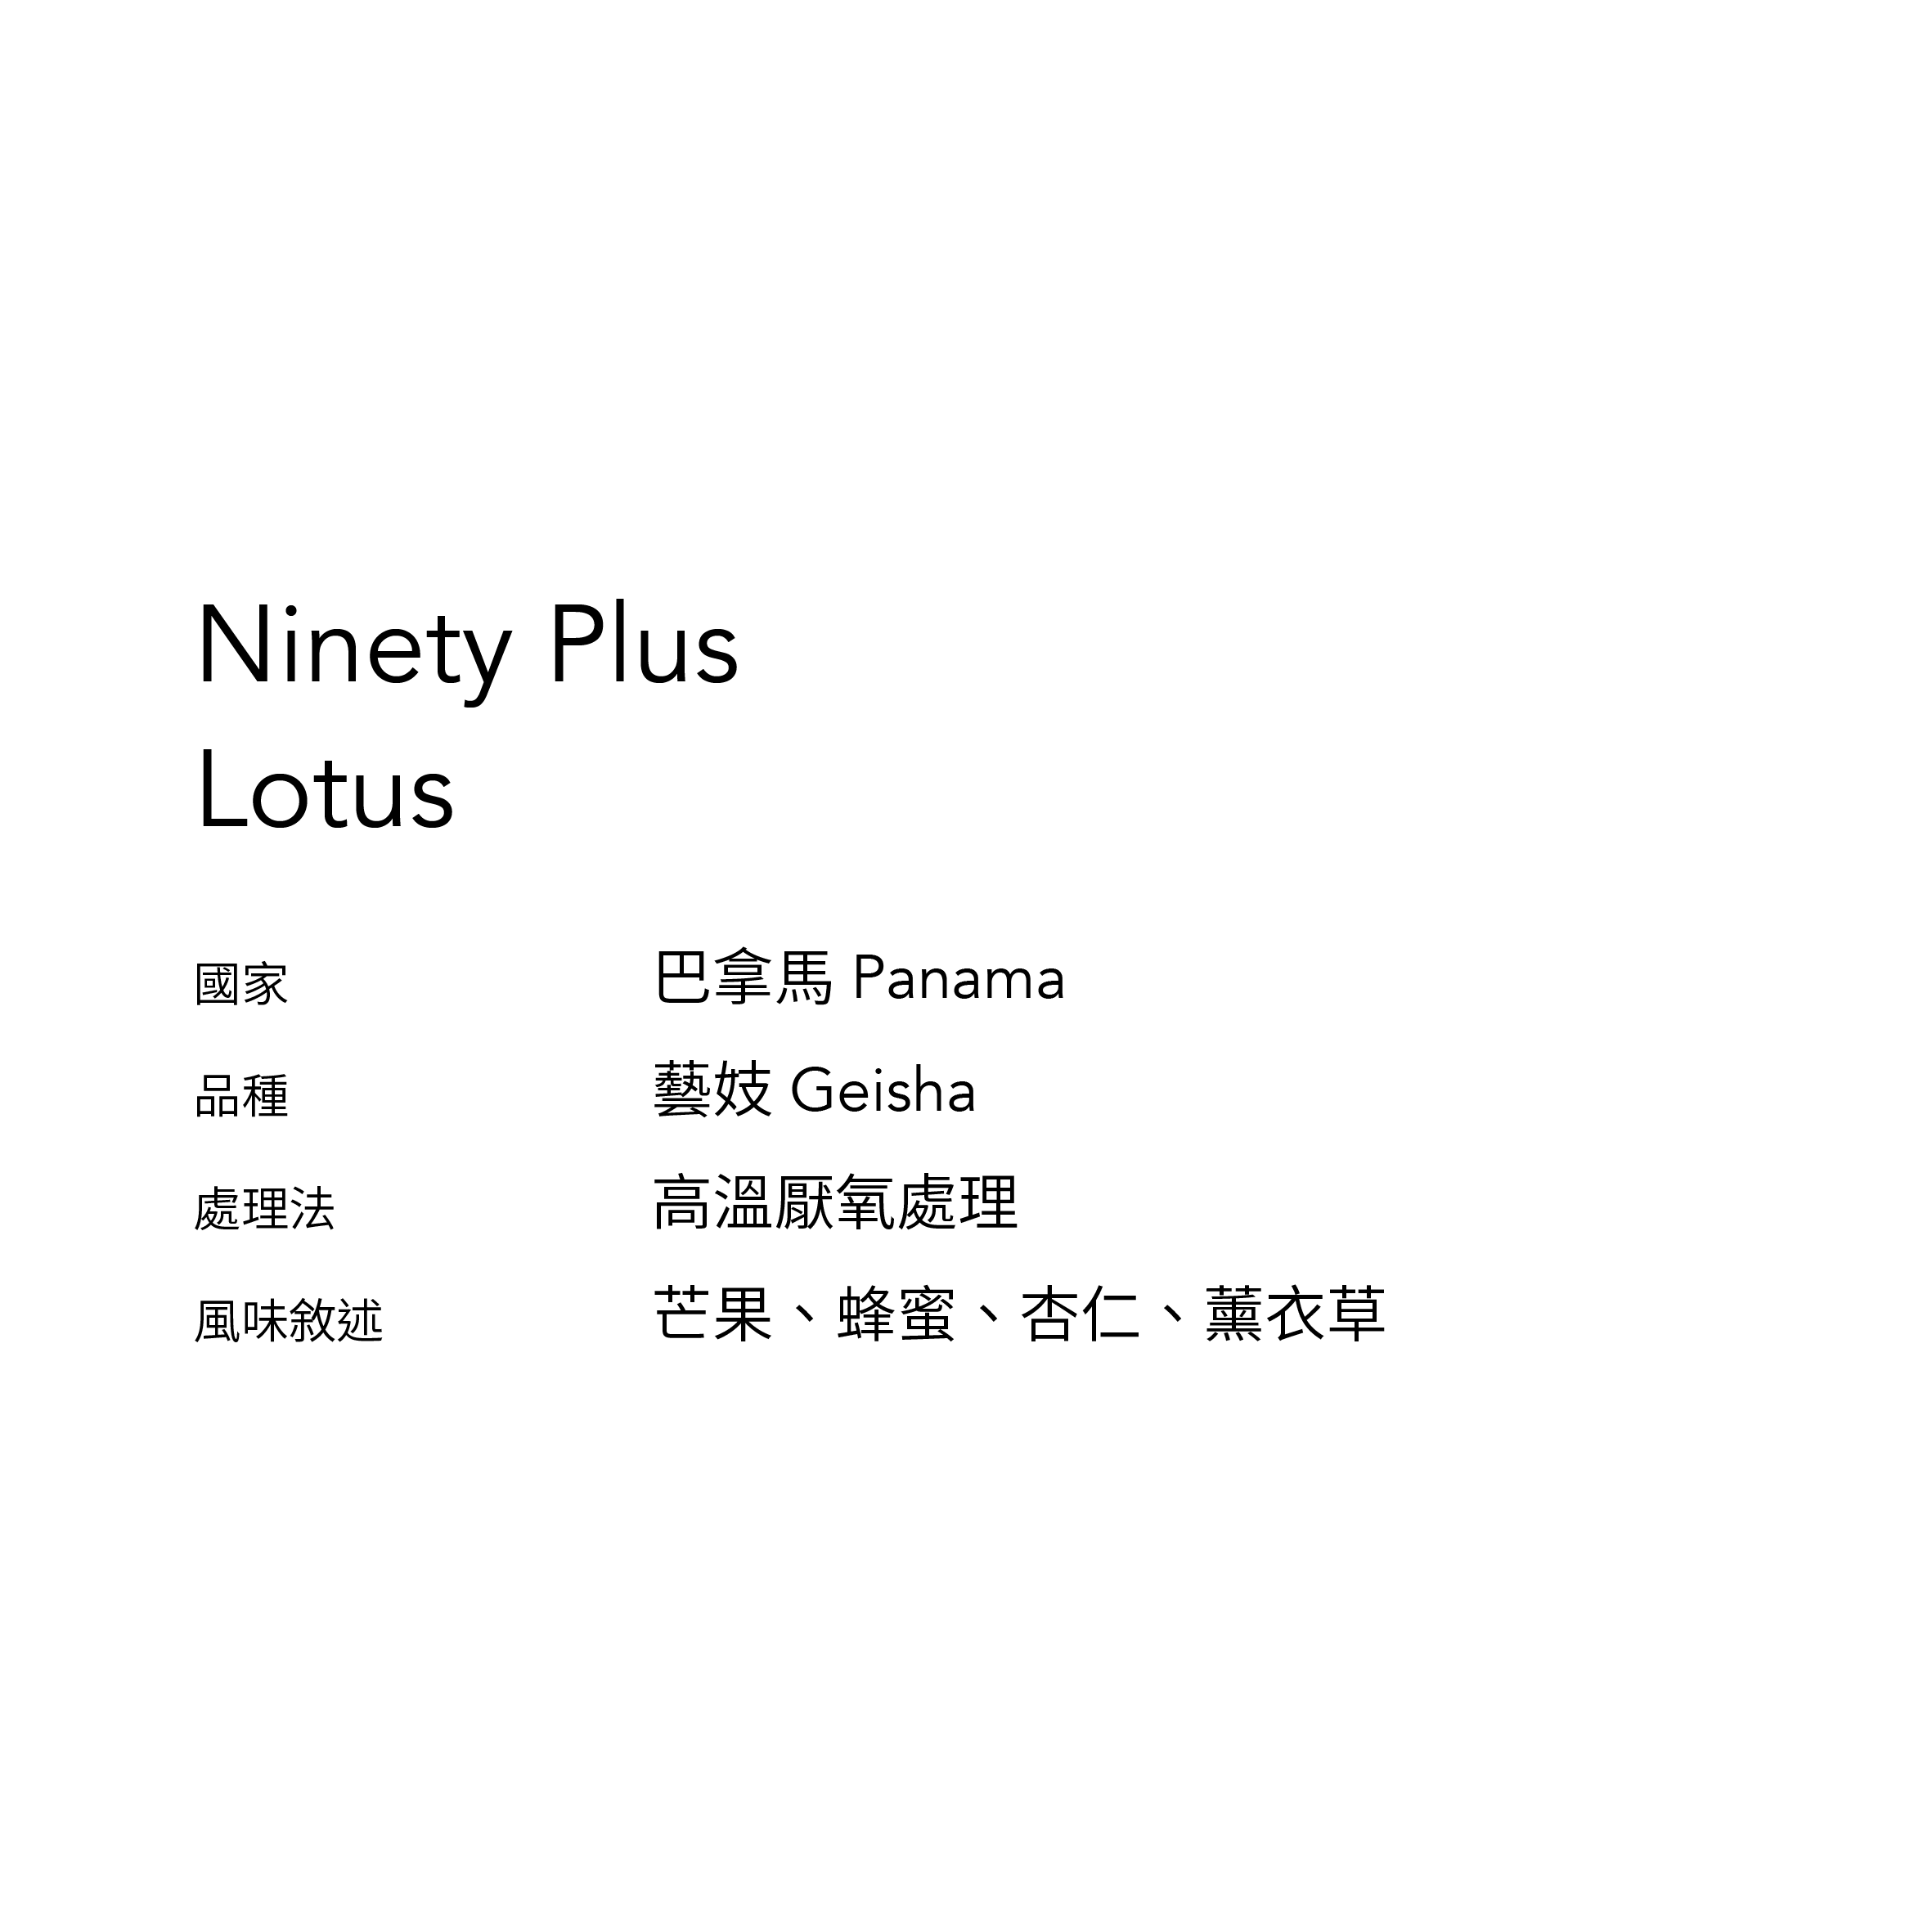 Ninety Plus
Lotus
國家 巴拿馬 Panama
品種 藝妓 Geisha
處理法 高溫厭氧處理
風味敘述 芒果、蜂蜜、杏仁、薰衣草